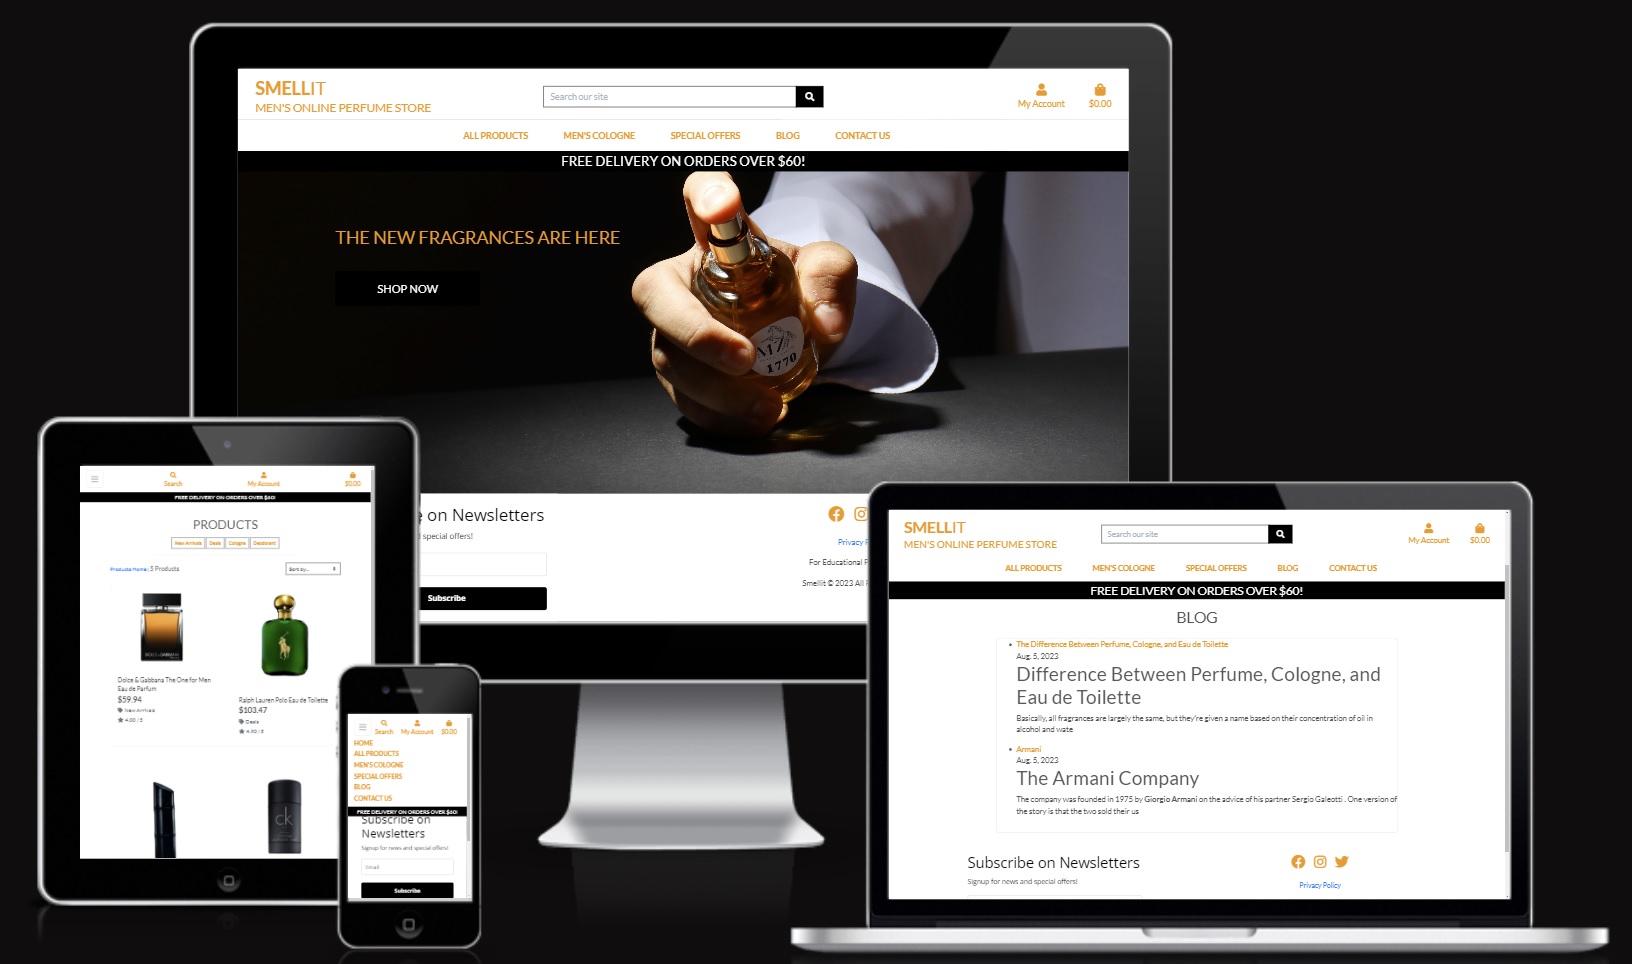 SMELLIT
MEN'S ONLINE PERFUME STORE
Search our site
My Account
$0.00
ALL PRODUCTS
MEN'S COLOGNE
SPECIAL OFFERS
BLOG
CONTACT US
FREE DELIVERY ON ORDERS OVER $60!
THE NEW FRAGRANCES ARE HERE
SHOP NOW
1770
on Newsletters
special offers!
Subscribe
Privacy
For Educational
Smellit © 2023 All
Search
My Account
$0.00
FREE DELIVERY ON ORDERS OVER $60!
PRODUCTS
New Arrivals
Deals
Cologne
Deodorant
Products Home | 5 Products
Sort by...
Dolce & Gabbana The One for Men
Eau de Parfum
$59.94
New Arrivals
4.00 / 5
Ralph Lauren Polo Eau de Toilette
$103.47
Deals
ck
Search
My Account
$0.00
HOME
ALL PRODUCTS
MEN'S COLOGNE
SPECIAL OFFERS
BLOG
CONTACT US
FREE DELIVERY ON ORDERS OVER $60!
Subscribe on
Newsletters
Signup for news and special offers!
Email
Subscribe
SMELLIT
MEN'S ONLINE PERFUME STORE
Search our site
My Account
$0.00
ALL PRODUCTS
MEN'S COLOGNE
SPECIAL OFFERS
BLOG
CONTACT US
FREE DELIVERY ON ORDERS OVER $60!
BLOG
The Difference Between Perfume, Cologne, and Eau de Toilette
Aug. 5, 2023
Difference Between Perfume, Cologne, and
Eau de Toilette
Basically, all fragrances are largely the same, but they're given a name based on their concentration of oil in
alcohol and wate
Armani
Aug. 5, 2023
The Armani Company
The company was founded in 1975 by Giorgio Armani on the advice of his partner Sergio Galeotti . One version of
the story is that the two sold their us
Subscribe on Newsletters
Signup for news and special offers!
Privacy Policy